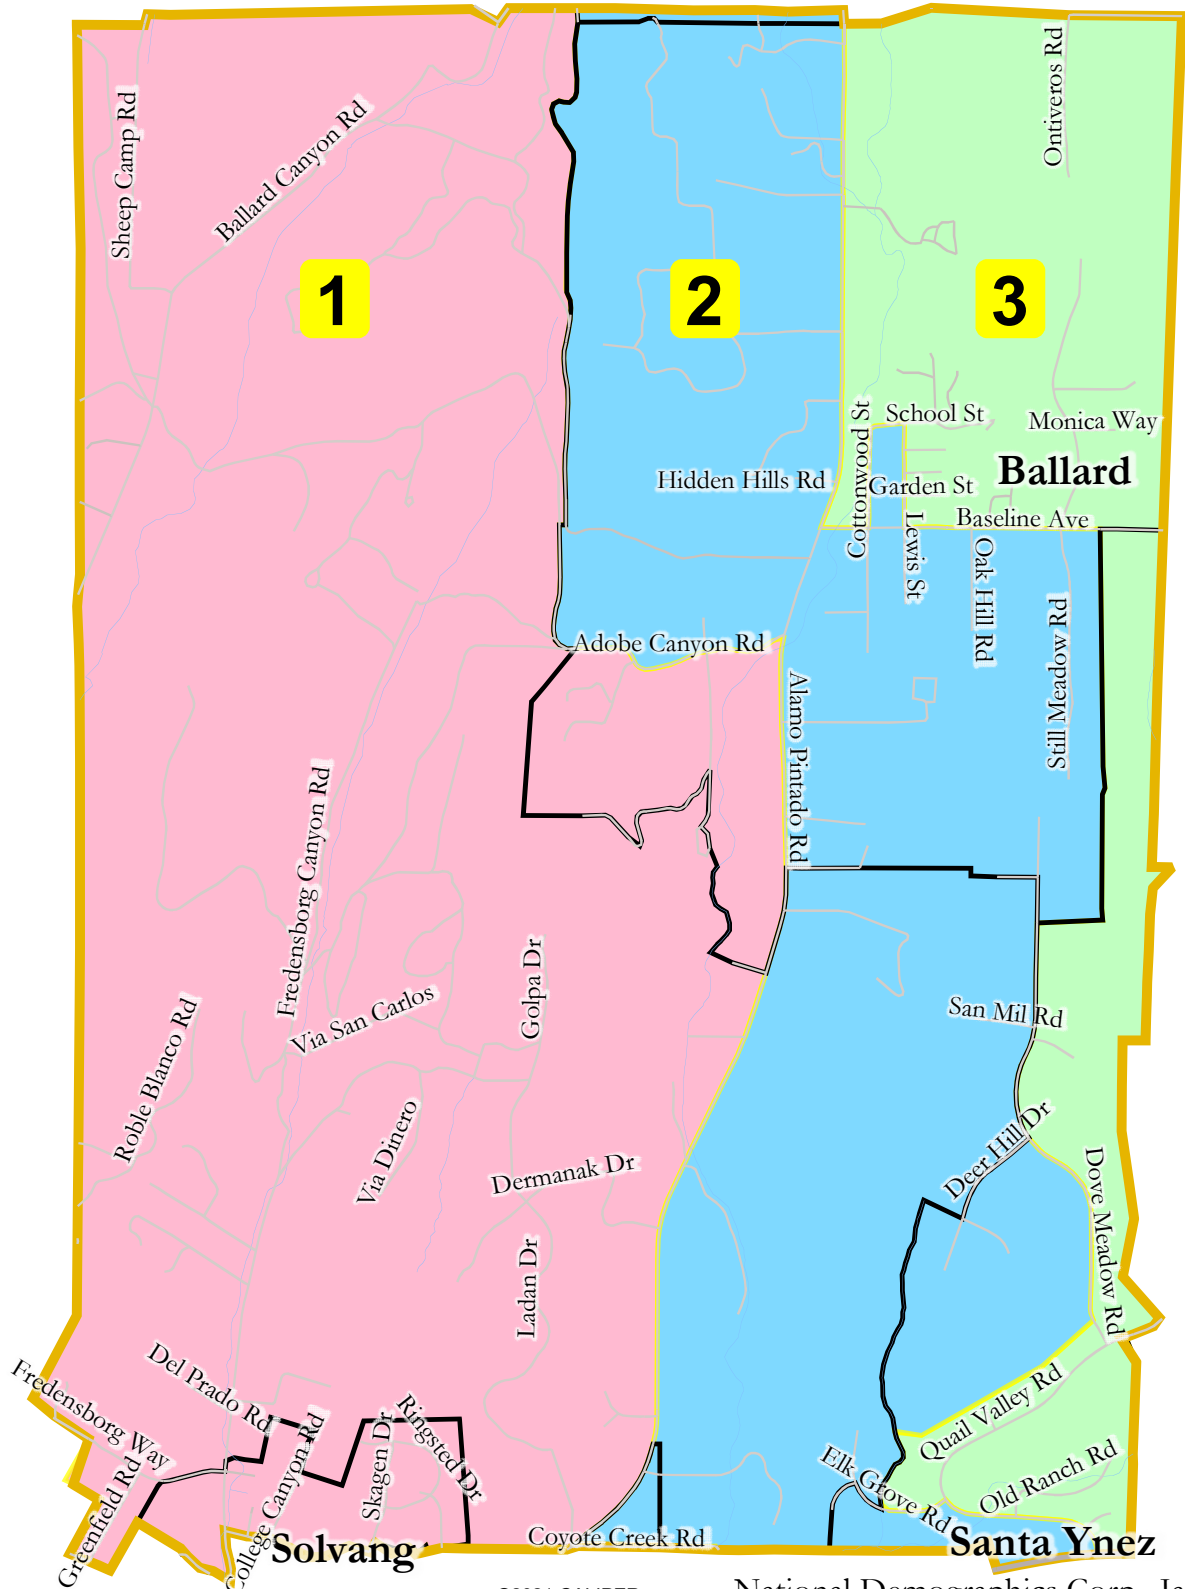 Ontiveros Rd
Sheep Camp Rd
Ballard Canyon Rd
1
2
3
School St
Monica Way
Cottonwood St
Ballard
Hidden Hills Rd
Garden St
Baseline Ave
Lewis St
Oak Hill Rd
Still Meadow Rd
Adobe Canyon Rd
Alamo Pintado Rd
Fredensborg Canyon Rd
Golpa Dr
Via San Carlos
San Mil Rd
Roble Blanco Rd
Via Dinero
Deer Hill Dr
Dermanak Dr
Dove Meadow Rd
Ladan Dr
Del Prado Rd
Fredensborg Way
Ringsted Dr
Skagen Dr
College Canyon Rd
Greenfield Rd
Quail Valley Rd
Elk Grove Rd
Old Ranch Rd
Solvang
Coyote Creek Rd
Santa Ynez
National Demographics Corp., Ja